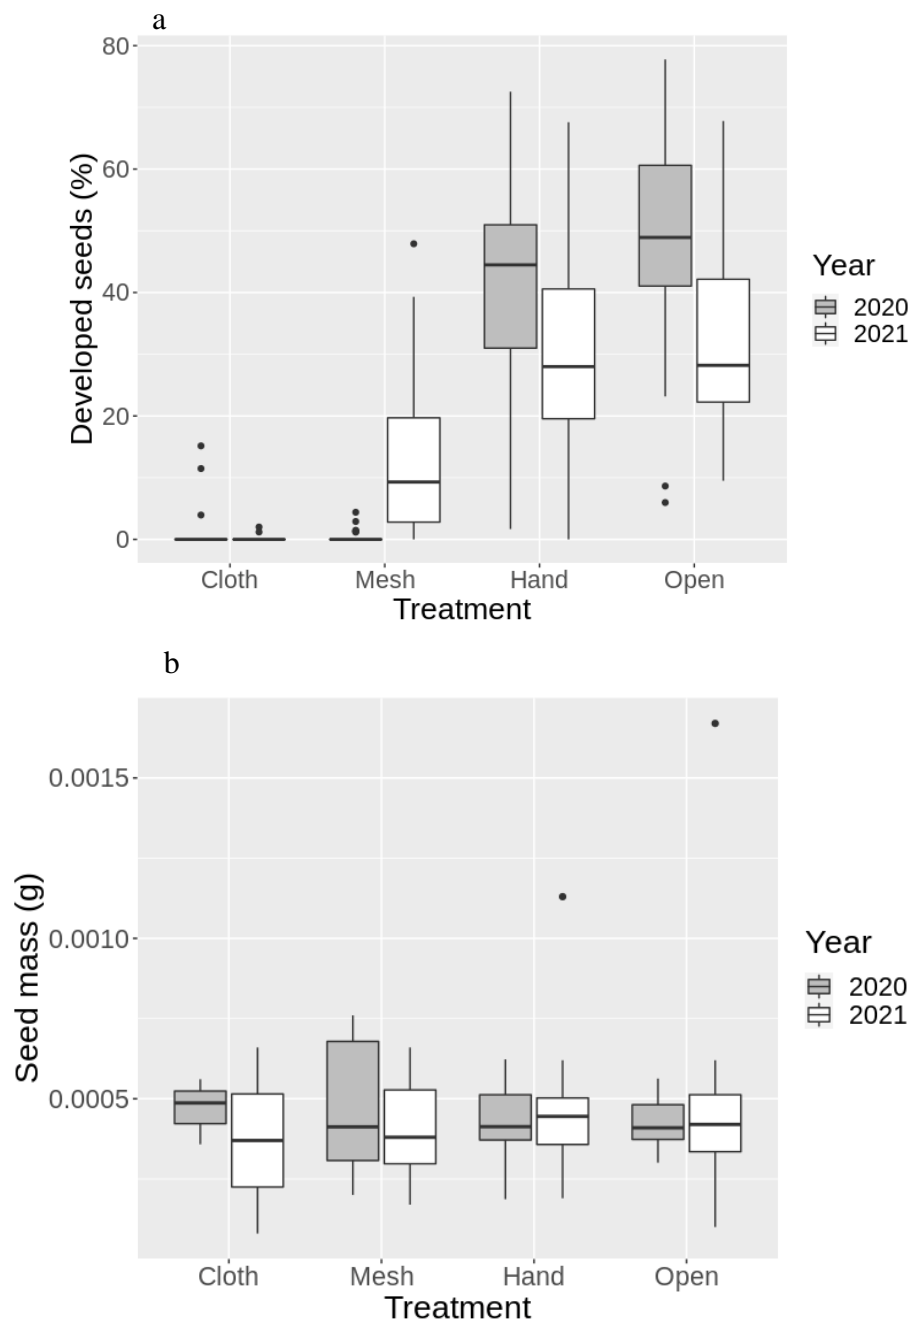 a
80
60
40
20
0
Developed seeds (%)
Cloth Mesh Hand Open
Treatment
Year
2020
2021
b
0.0015
0.0010
0.0005
Seed mass (g)
Cloth Mesh Hand Open
Treatment
Year
2020
2021